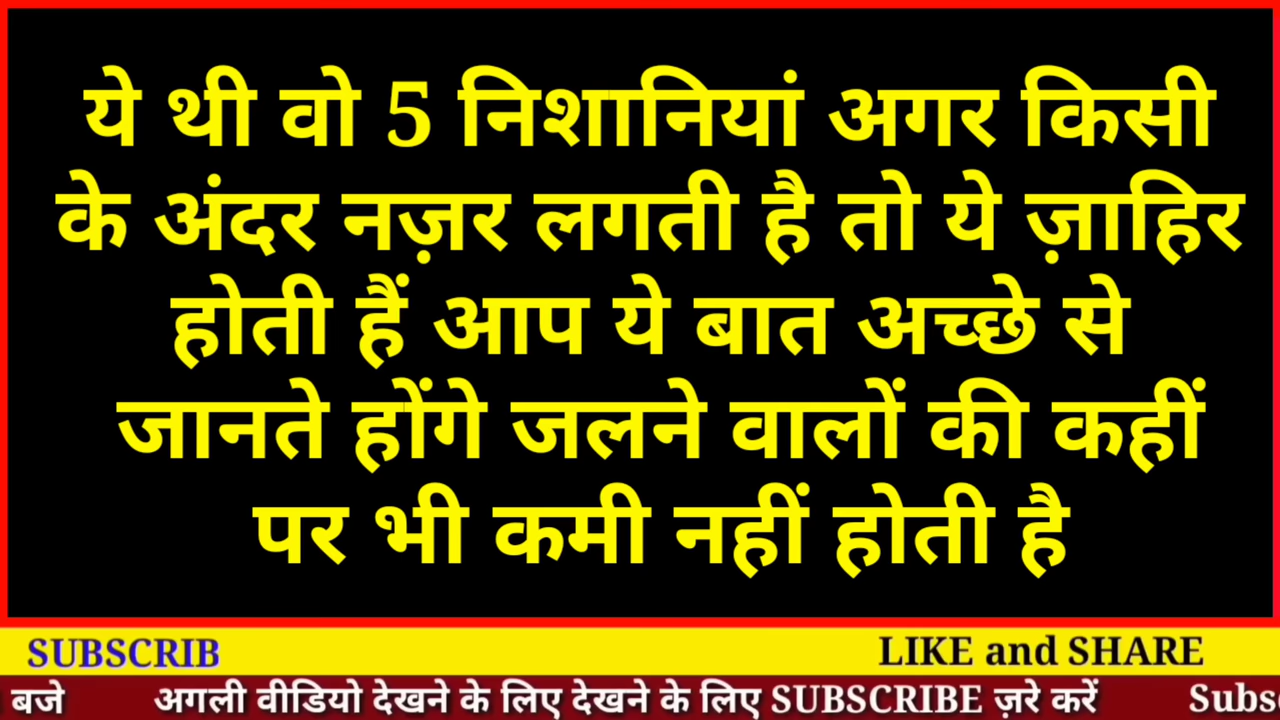 ये थी वो 5 निशानियां अगर किसी
के अंदर नज़र लगती है तो ये ज़ाहिर
होती हैं आप ये बात अच्छे से
जानते होंगे जलने वालों की कहीं
पर भी कमी नहीं होती है
SUBSCRIB LIKE and SHARE
बजे अगली वीडियो देखने के लिए देखने के लिए SUBSCRIBE ज़रे करें Subs